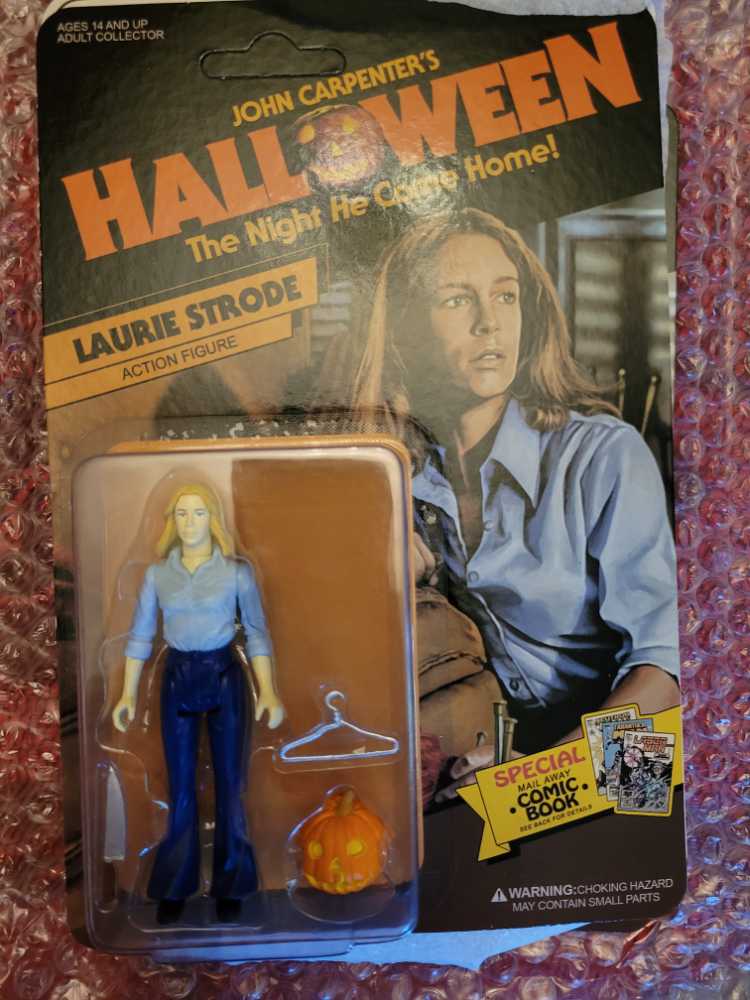 AGES 14 AND UP
ADULT COLLECTOR
JOHN CARPENTER'S
HALLOWEEN
The Night He Came Home!
LAURIE STRODE
ACTION FIGURE
SPECIAL
MAIL AWAY
• COMIC •
BOOK
SEE BACK FOR DETAILS
WARNING:CHOKING HAZARD
MAY CONTAIN SMALL PARTS